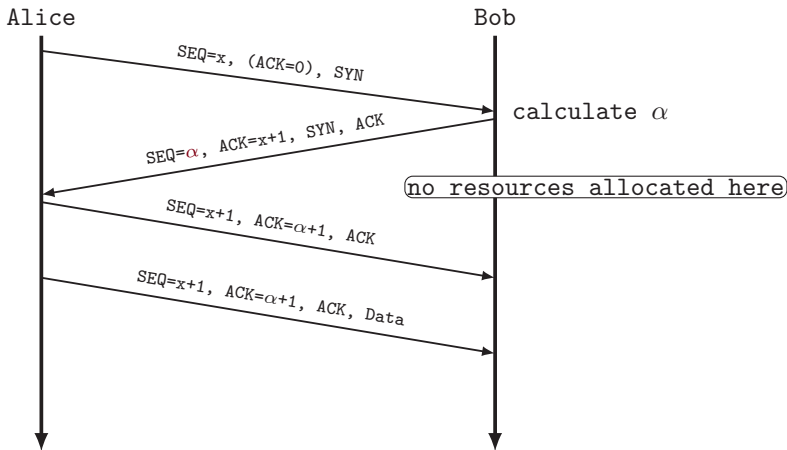 Alice
Bob
SEQ=x, (ACK=0), SYN
calculate α
SEQ=α, ACK=x+1, SYN, ACK
no resources allocated here
SEQ=x+1, ACK=α+1, ACK
SEQ=x+1, ACK=α+1, ACK, Data